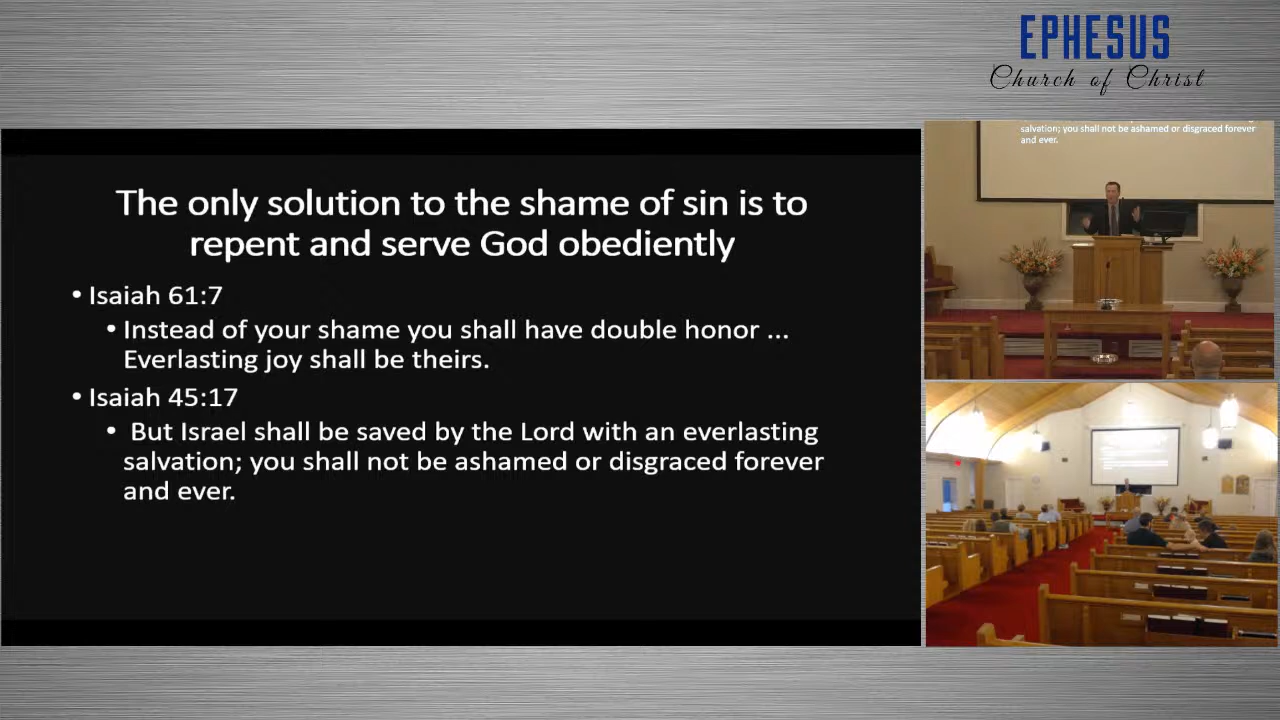 EPHESUS
Church of Christ
The only solution to the shame of sin is to
repent and serve God obediently
• Isaiah 61:7
• Instead of your shame you shall have double honor ...
Everlasting joy shall be theirs.
• Isaiah 45:17
• But Israel shall be saved by the Lord with an everlasting
salvation; you shall not be ashamed or disgraced forever
and ever.
salvation; you shall not be ashamed or disgraced forever
and ever.